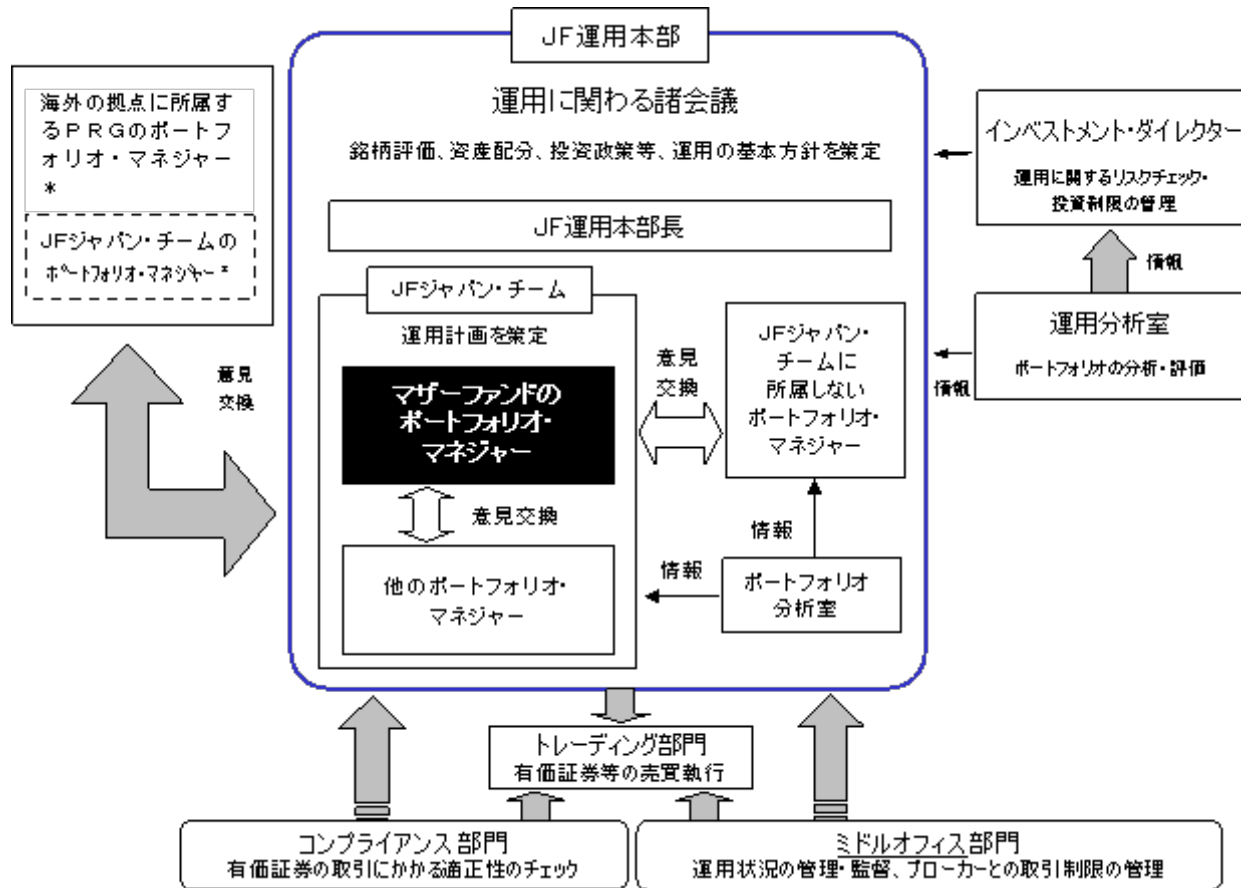 JF運用本部
運用に関わる諸会議
銘柄評価、資産配分、投資政策等、運用の基本方針を策定
JF運用本部長
海外の拠点に所属す
るPRGのポートフ
ォリオ・マネジャー
*
JFジャパン・チームの
ポートフォリオ・マネジャー*
意見
交換
JFジャパン・チーム
運用計画を策定
マザーファンドの
ポートフォリオ・
マネジャー
意見交換
他のポートフォリオ・
マネジャー
意見
交換
JFジャパン・
チームに
所属しない
ポートフォリオ・
マネジャー
情報
情報
ポートフォリオ
分析室
インベストメント・ダイレクター
運用に関するリスクチェック・
投資制限の管理
情報
運用分析室
ポートフォリオの分析・評価
情報
トレーディング部門
有価証券等の売買執行
コンプライアンス部門
有価証券の取引にかかる適正性のチェック
ミドルオフィス部門
運用状況の管理・監督、ブローカーとの取引制限の管理